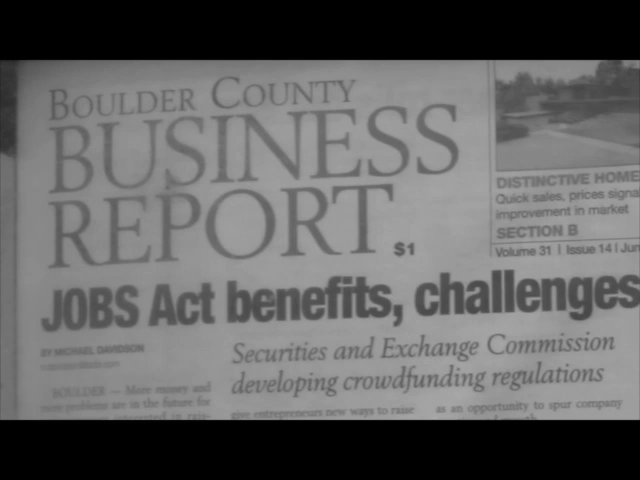 BOULDER COUNTY
BUSINESS
REPORT
$1
DISTINCTIVE HOME
Quick sales, prices signa
improvement in market
SECTION B
Volume 31 | Issue 14 | Jun
JOBS Act benefits, challenges
BY MICHAEL DAVIDSON
Securities and Exchange Commission
developing crowdfunding regulations
BOULDER — More money and
more problems are in the future for
interested in
give entrepreneurs new ways to raise
as an opportunity to spur company